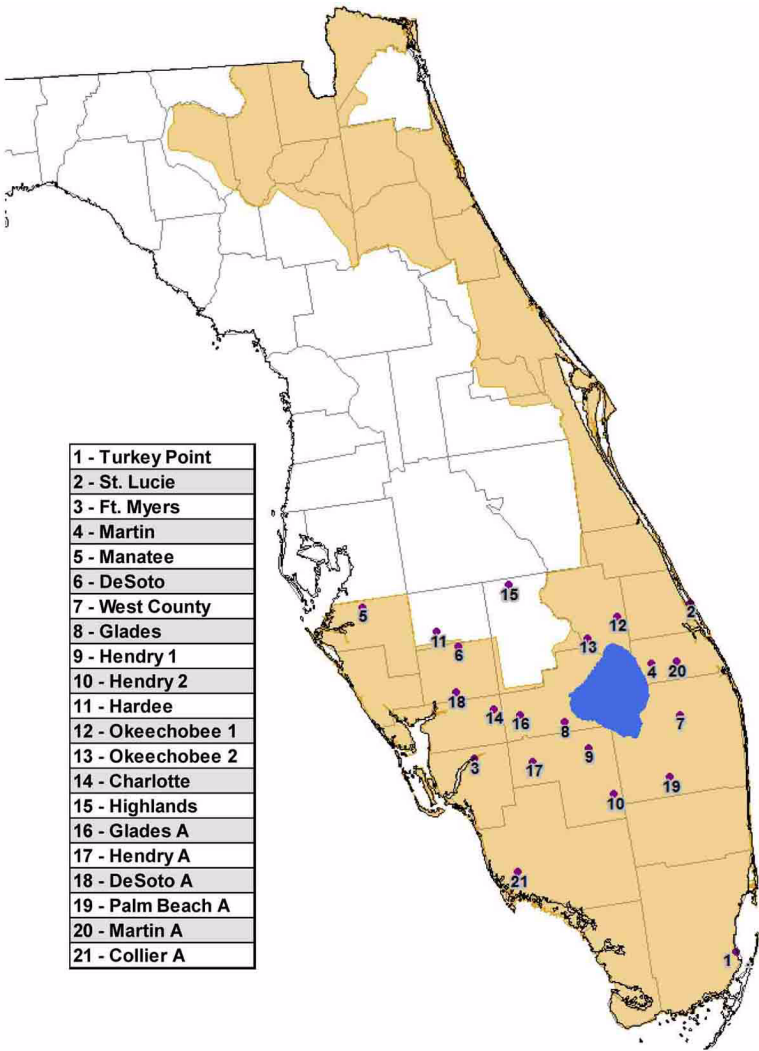 1 - Turkey Point
2 - St. Lucie
3 - Ft. Myers
4 - Martin
5 - Manatee
6 - DeSoto
7 - West County
8 - Glades
9 - Hendry 1
10 - Hendry 2
11 - Hardee
12 - Okeechobee 1
13 - Okeechobee 2
14 - Charlotte
15 - Highlands
16 - Glades A
17 - Hendry A
18 - DeSoto A
19 - Palm Beach A
20 - Martin A
21 - Collier A
15
5
2
12
11
13
6
4
20
18
14
16
8
7
9
3
17
19
10
21
1